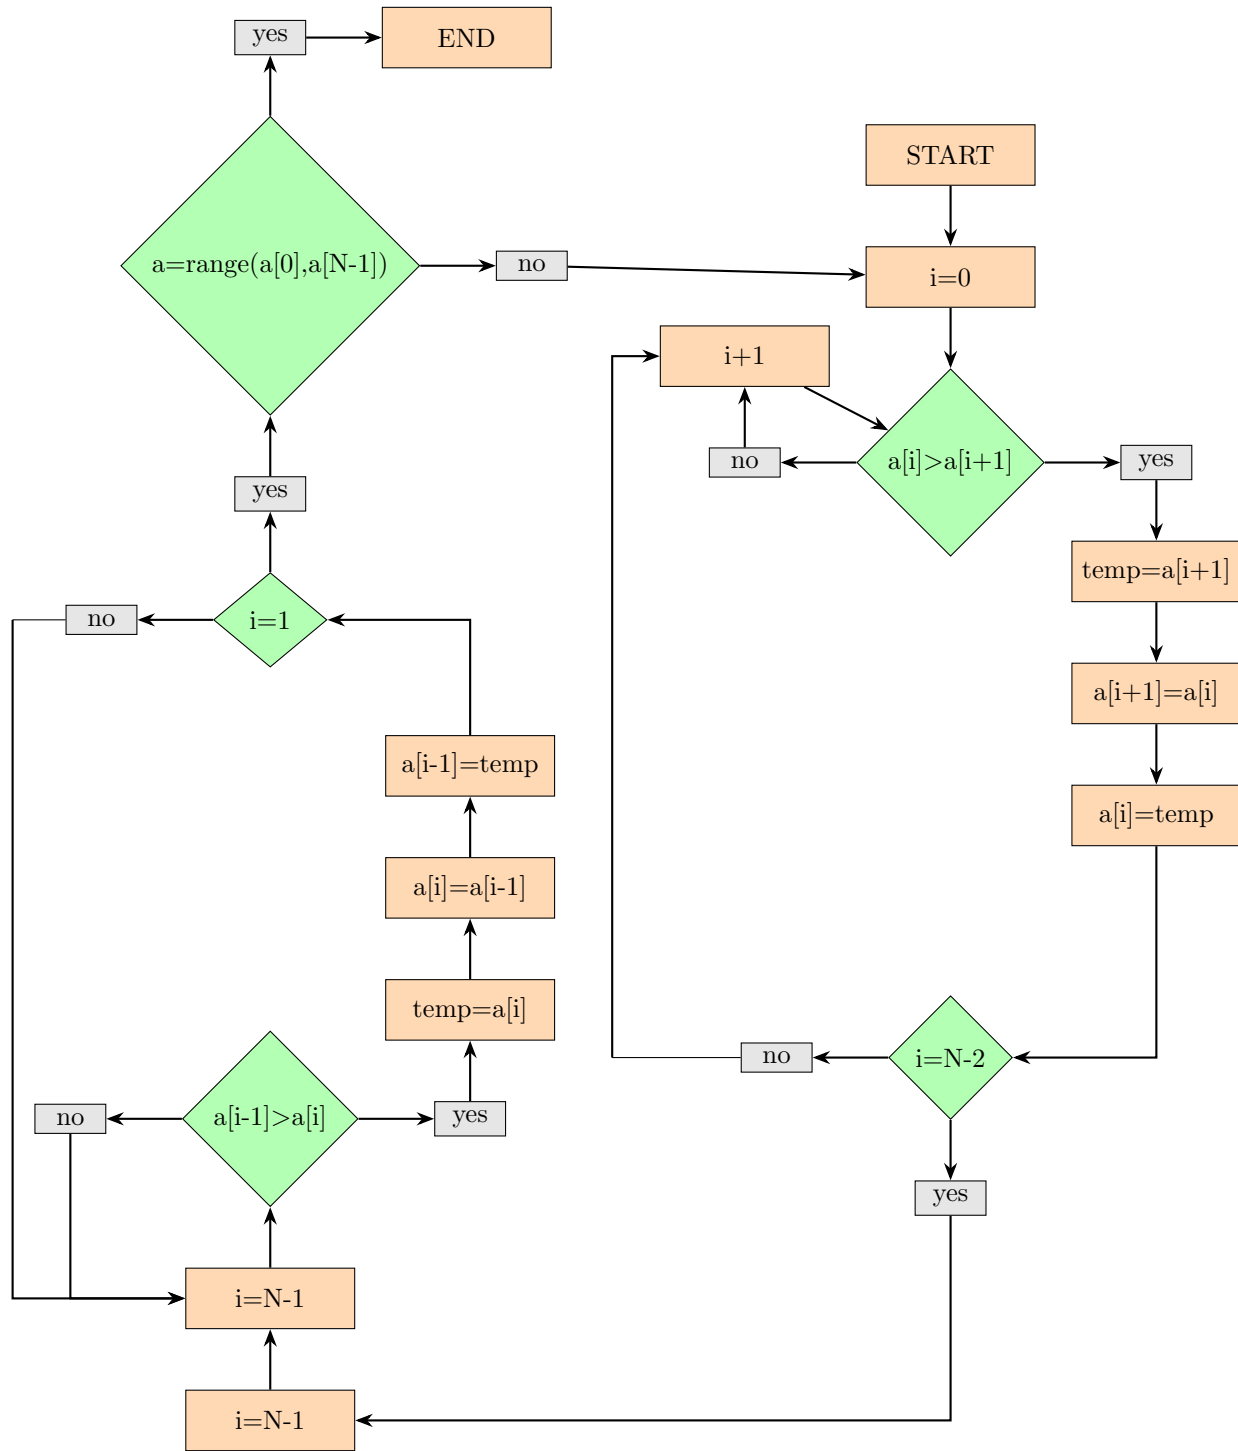 yes
END
START
a=range(a[0],a[N-1])
no
i=0
i+1
no
a[i]>a[i+1]
yes
yes
temp=a[i+1]
no
i=1
a[i+1]=a[i]
a[i-1]=temp
a[i]=temp
a[i]=a[i-1]
temp=a[i]
no
i=N-2
no
a[i-1]>a[i]
yes
yes
i=N-1
i=N-1